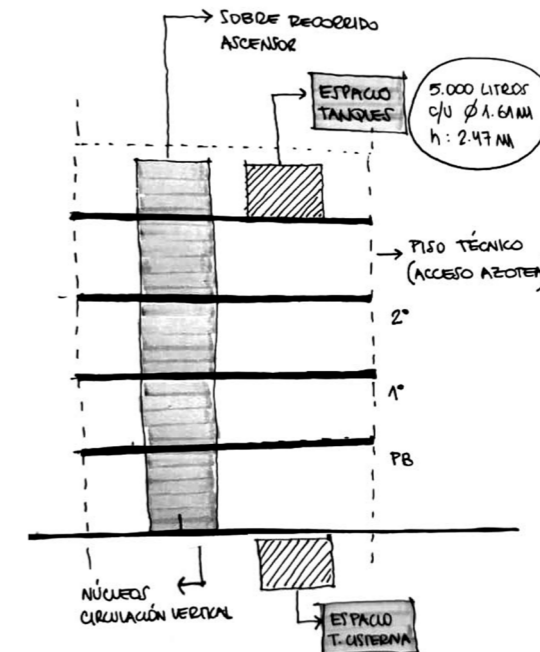 SOBRE RECORRIDO
ASCENSOR
ESPACIO
TANQUES
5.000 LITROS
c/u Ø 1.61 M
h: 2.47 M
PISO TÉCNICO
(ACCESO AZOTEA)
2°
1°
PB
NÚCLEOS
CIRCULACIÓN VERTICAL
ESPACIO
T. CISTERNA